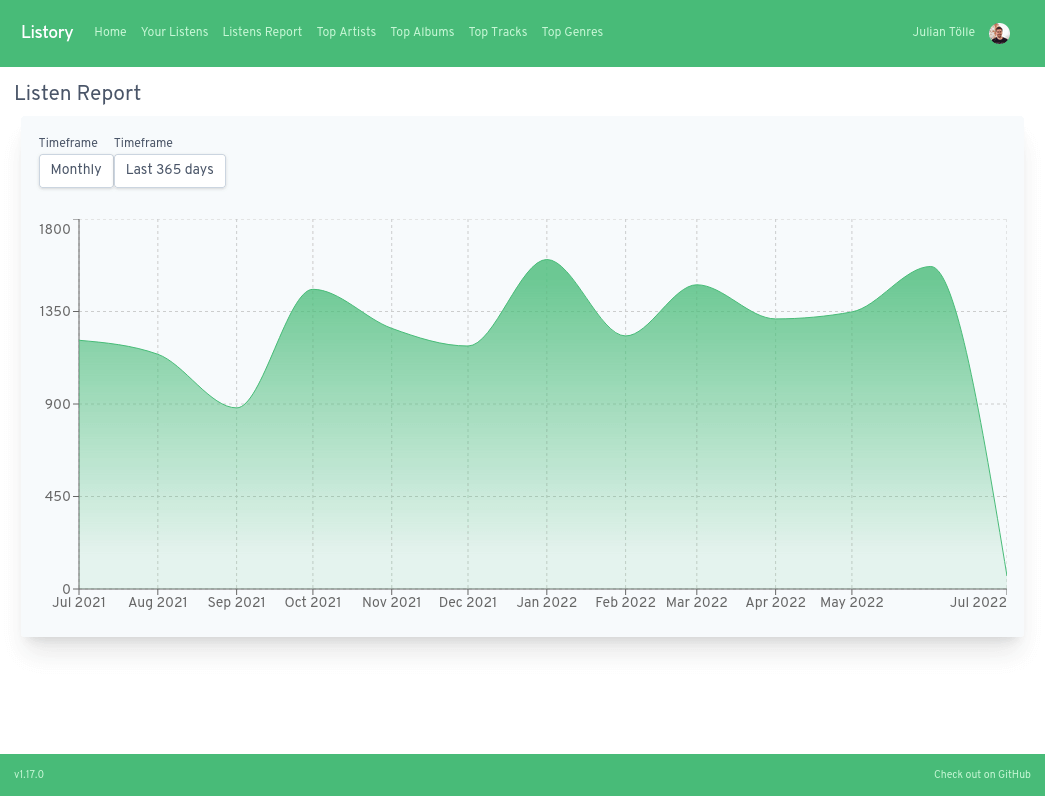 Listory Home Your Listens Listens Report Top Artists Top Albums Top Tracks Top Genres Julian Tölle
Listen Report
Timeframe Timeframe
Monthly Last 365 days
1800
1350
900
450
0
Jul 2021 Aug 2021 Sep 2021 Oct 2021 Nov 2021 Dec 2021 Jan 2022 Feb 2022 Mar 2022 Apr 2022 May 2022 Jul 2022
v1.17.0 Check out on GitHub